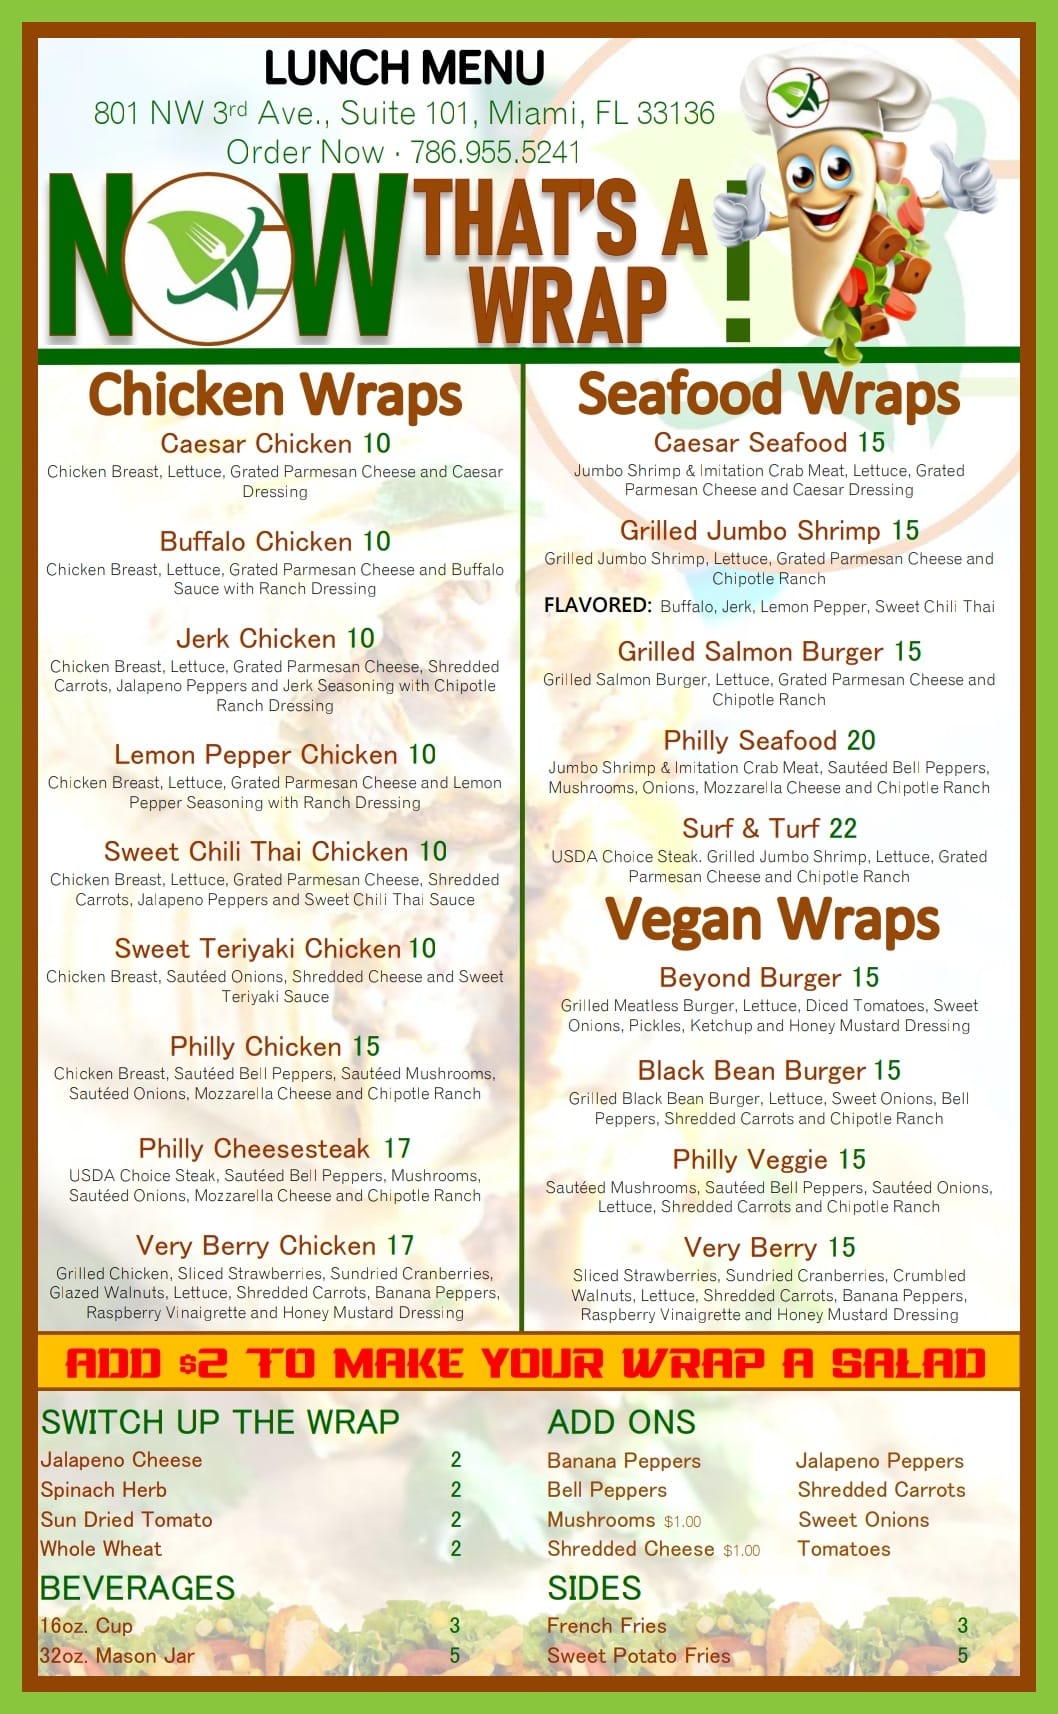 LUNCH MENU
801 NW 3rd Ave., Suite 101, Miami, FL 33136
Order Now · 786.955.5241
NOW THAT'S A WRAP !
Chicken Wraps
Caesar Chicken 10
Chicken Breast, Lettuce, Grated Parmesan Cheese and Caesar
Dressing
Buffalo Chicken 10
Chicken Breast, Lettuce, Grated Parmesan Cheese and Buffalo
Sauce with Ranch Dressing
Jerk Chicken 10
Chicken Breast, Lettuce, Grated Parmesan Cheese, Shredded
Carrots, Jalapeno Peppers and Jerk Seasoning with Chipotle
Ranch Dressing
Lemon Pepper Chicken 10
Chicken Breast, Lettuce, Grated Parmesan Cheese and Lemon
Pepper Seasoning with Ranch Dressing
Sweet Chili Thai Chicken 10
Chicken Breast, Lettuce, Grated Parmesan Cheese, Shredded
Carrots, Jalapeno Peppers and Sweet Chili Thai Sauce
Sweet Teriyaki Chicken 10
Chicken Breast, Sautéed Onions, Shredded Cheese and Sweet
Teriyaki Sauce
Philly Chicken 15
Chicken Breast, Sautéed Bell Peppers, Sautéed Mushrooms,
Sautéed Onions, Mozzarella Cheese and Chipotle Ranch
Philly Cheesesteak 17
USDA Choice Steak, Sautéed Bell Peppers, Mushrooms,
Sautéed Onions, Mozzarella Cheese and Chipotle Ranch
Very Berry Chicken 17
Grilled Chicken, Sliced Strawberries, Sundried Cranberries,
Glazed Walnuts, Lettuce, Shredded Carrots, Banana Peppers,
Raspberry Vinaigrette and Honey Mustard Dressing
Seafood Wraps
Caesar Seafood 15
Jumbo Shrimp & Imitation Crab Meat, Lettuce, Grated
Parmesan Cheese and Caesar Dressing
Grilled Jumbo Shrimp 15
Grilled Jumbo Shrimp, Lettuce, Grated Parmesan Cheese and
Chipotle Ranch
FLAVORED: Buffalo, Jerk, Lemon Pepper, Sweet Chili Thai
Grilled Salmon Burger 15
Grilled Salmon Burger, Lettuce, Grated Parmesan Cheese and
Chipotle Ranch
Philly Seafood 20
Jumbo Shrimp & Imitation Crab Meat, Sautéed Bell Peppers,
Mushrooms, Onions, Mozzarella Cheese and Chipotle Ranch
Surf & Turf 22
USDA Choice Steak. Grilled Jumbo Shrimp, Lettuce, Grated
Parmesan Cheese and Chipotle Ranch
Vegan Wraps
Beyond Burger 15
Grilled Meatless Burger, Lettuce, Diced Tomatoes, Sweet
Onions, Pickles, Ketchup and Honey Mustard Dressing
Black Bean Burger 15
Grilled Black Bean Burger, Lettuce, Sweet Onions, Bell
Peppers, Shredded Carrots and Chipotle Ranch
Philly Veggie 15
Sautéed Mushrooms, Sautéed Bell Peppers, Sautéed Onions,
Lettuce, Shredded Carrots and Chipotle Ranch
Very Berry 15
Sliced Strawberries, Sundried Cranberries, Crumbled
Walnuts, Lettuce, Shredded Carrots, Banana Peppers,
Raspberry Vinaigrette and Honey Mustard Dressing
ADD $2 TO MAKE YOUR WRAP A SALAD
SWITCH UP THE WRAP
Jalapeno Cheese 2
Spinach Herb 2
Sun Dried Tomato 2
Whole Wheat 2
BEVERAGES
16oz. Cup 3
32oz. Mason Jar 5
ADD ONS
Banana Peppers Jalapeno Peppers
Bell Peppers Shredded Carrots
Mushrooms $1.00 Sweet Onions
Shredded Cheese $1.00 Tomatoes
SIDES
French Fries 3
Sweet Potato Fries 5